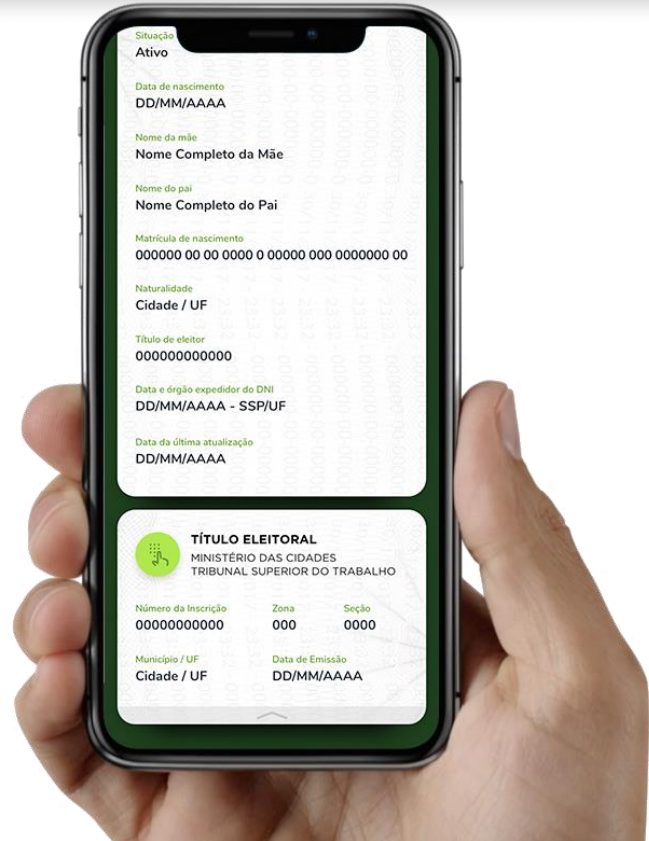 Situação
Ativo
Data de nascimento
DD/MM/AAAA
Nome da mãe
Nome Completo da Mãe
Nome do pai
Nome Completo do Pai
Matrícula de nascimento
000000 00 00 0000 0 00000 000 0000000 00
Naturalidade
Cidade / UF
Título de eleitor
000000000000
Data e órgão expedidor do DNI
DD/MM/AAAA - SSP/UF
Data da última atualização
DD/MM/AAAA
TÍTULO ELEITORAL
MINISTÉRIO DAS CIDADES
TRIBUNAL SUPERIOR DO TRABALHO
Número da Inscrição Zona Seção
00000000000 000 0000
Município / UF Data de Emissão
Cidade / UF DD/MM/AAAA